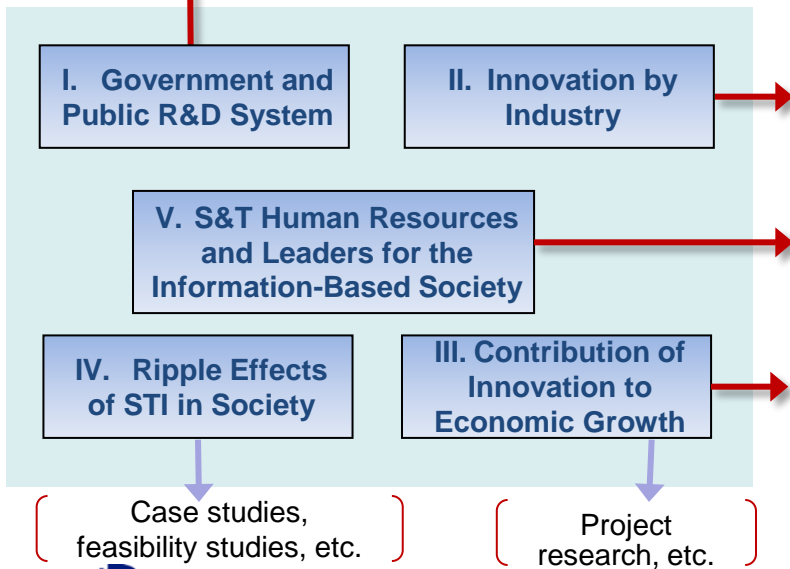 I. Government and
Public R&D System
II. Innovation by
Industry
V. S&T Human Resources
and Leaders for the
Information-Based Society
IV. Ripple Effects
of STI in Society
III. Contribution of
Innovation to
Economic Growth
Case studies,
feasibility studies, etc.
Project
research, etc.